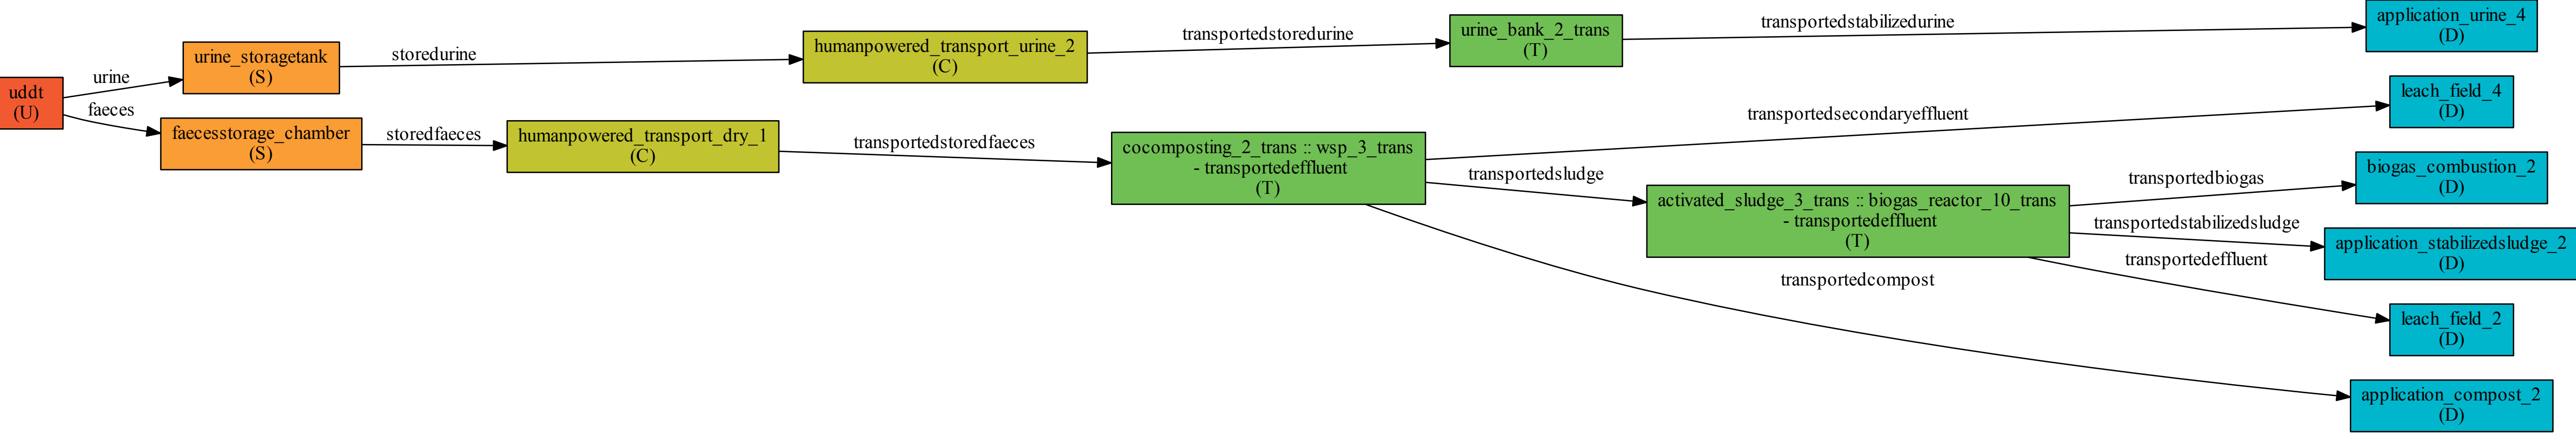 uddt
(U)
urine
faeces
urine_storagetank
(S)
faecesstorage_chamber
(S)
storedurine
storedfaeces
humanpowered_transport_urine_2
(C)
humanpowered_transport_dry_1
(C)
transportedstoredurine
transportedstoredfaeces
urine_bank_2_trans
(T)
cocomposting_2_trans :: wsp_3_trans
- transportedeffluent
(T)
transportedstabilizedurine
transportedsecondaryeffluent
transportedsludge
transportedcompost
activated_sludge_3_trans :: biogas_reactor_10_trans
- transportedeffluent
(T)
transportedbiogas
transportedstabilizedsludge
transportedeffluent
application_urine_4
(D)
leach_field_4
(D)
biogas_combustion_2
(D)
application_stabilizedsludge_2
(D)
leach_field_2
(D)
application_compost_2
(D)